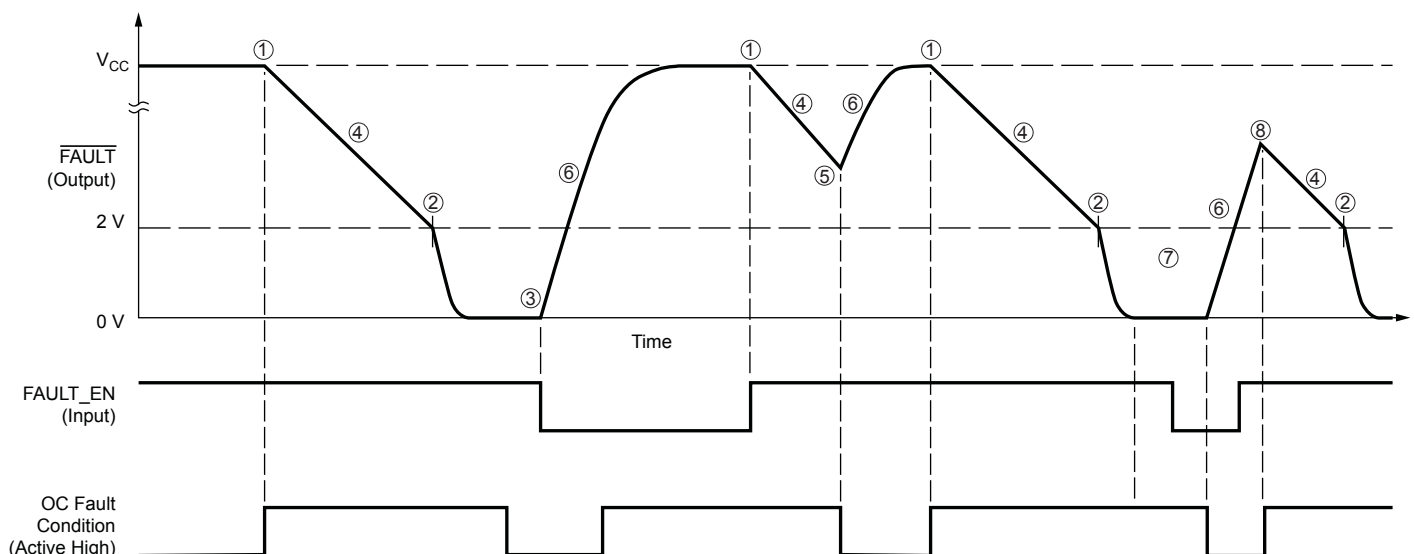 ① ① ①
V_CC
④ ④ ⑥ ④ ⑧
FAULT
(Output)
⑥ ⑤ ④
② ② ⑥ ②
2 V
⑦
③
0 V
Time
FAULT_EN
(Input)
OC Fault
Condition
(Active High)